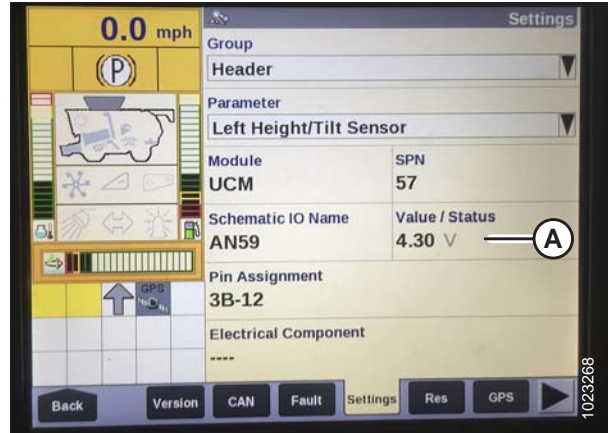 0.0 mph
(P)
GPS
Settings
Group
Header
Parameter
Left Height/Tilt Sensor
Module
SPN
UCM
57
Schematic IO Name
Value / Status
AN59
4.30 V
A
Pin Assignment
3B-12
Electrical Component
----
Back
Version
CAN
Fault
Settings
Res
GPS
1023268